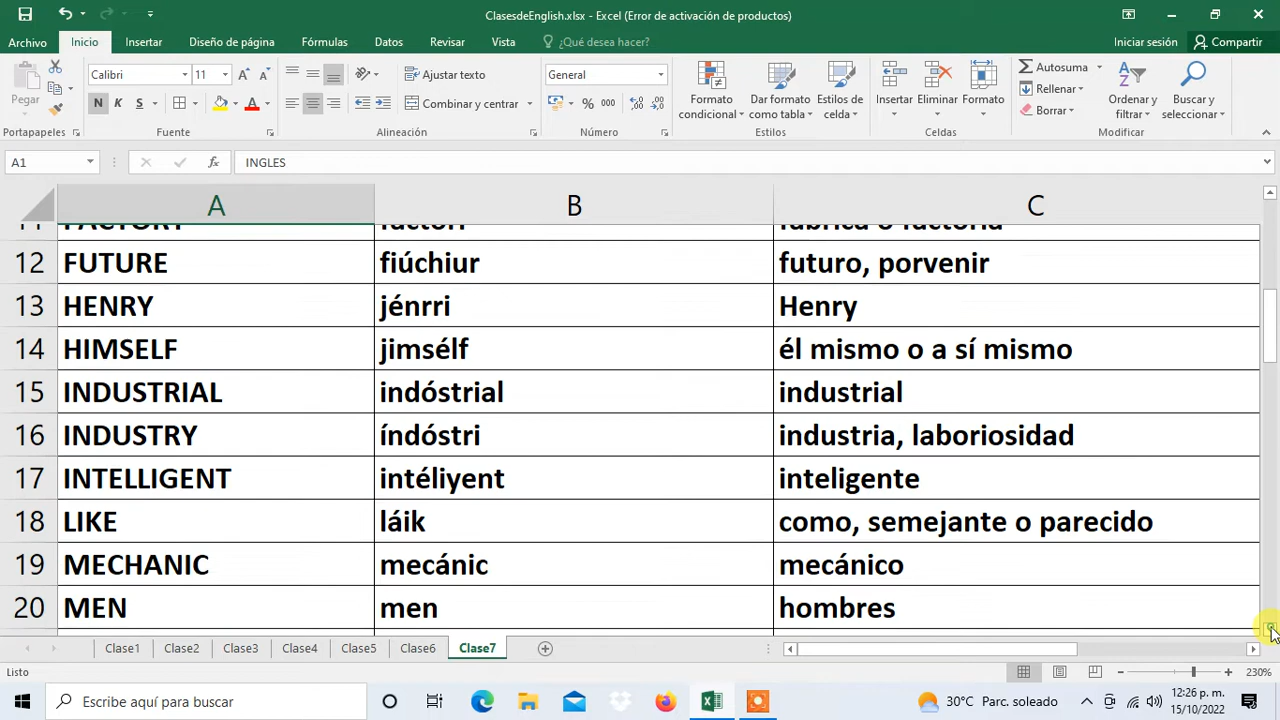 ClasesdeEnglish.xlsx - Excel (Error de activación de productos)
Archivo Inicio Insertar Diseño de página Fórmulas Datos Revisar Vista ¿Qué desea hacer? Iniciar sesión Compartir
Pegar
Calibri 11
N K S
Ajustar texto
Combinar y centrar
General
% 000
Formato condicional
Dar formato como tabla
Estilos de celda
Insertar Eliminar Formato
Autosuma
Rellenar
Borrar
Ordenar y filtrar
Buscar y seleccionar
Portapapeles Fuente Alineación Número Estilos Celdas Modificar
A1 fx INGLES
A B C
12 FUTURE fiúchiur futuro, porvenir
13 HENRY jénrri Henry
14 HIMSELF jimsélf él mismo o a sí mismo
15 INDUSTRIAL indóstrial industrial
16 INDUSTRY índóstri industria, laboriosidad
17 INTELLIGENT intéliyent inteligente
18 LIKE láik como, semejante o parecido
19 MECHANIC mecánic mecánico
20 MEN men hombres
Clase1 Clase2 Clase3 Clase4 Clase5 Clase6 Clase7
Listo 230%
Escribe aquí para buscar 30°C Parc. soleado 12:26 p. m.
15/10/2022